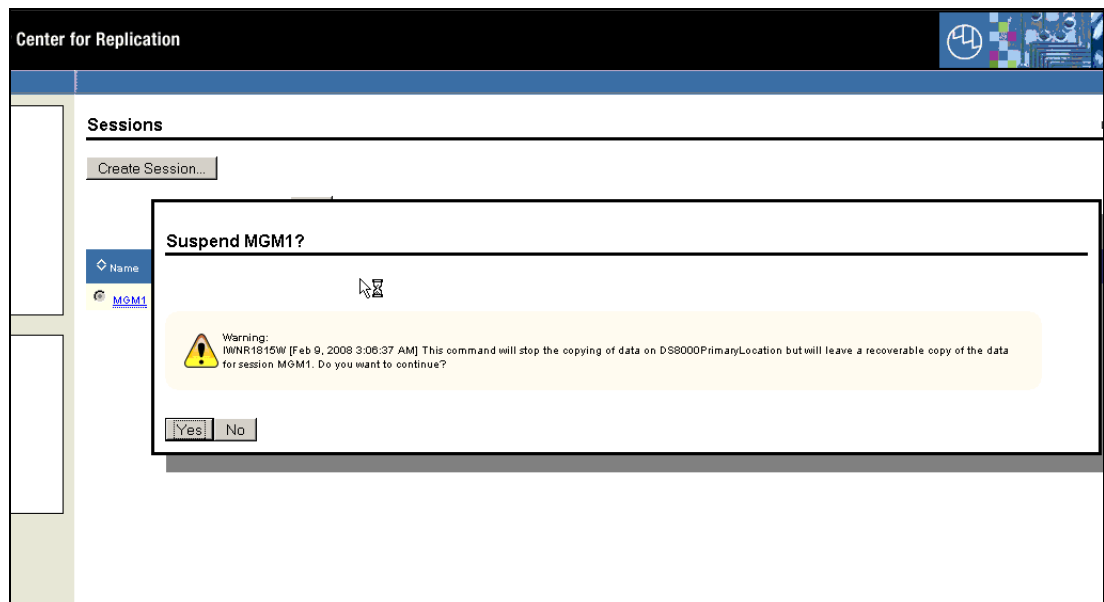 Center for Replication
Sessions
Create Session...
Suspend MGM1?
Name
MGM1
Warning:
IWNR1815W [Feb 9, 2008 3:06:37 AM] This command will stop the copying of data on DS8000PrimaryLocation but will leave a recoverable copy of the data
for session MGM1. Do you want to continue?
Yes No